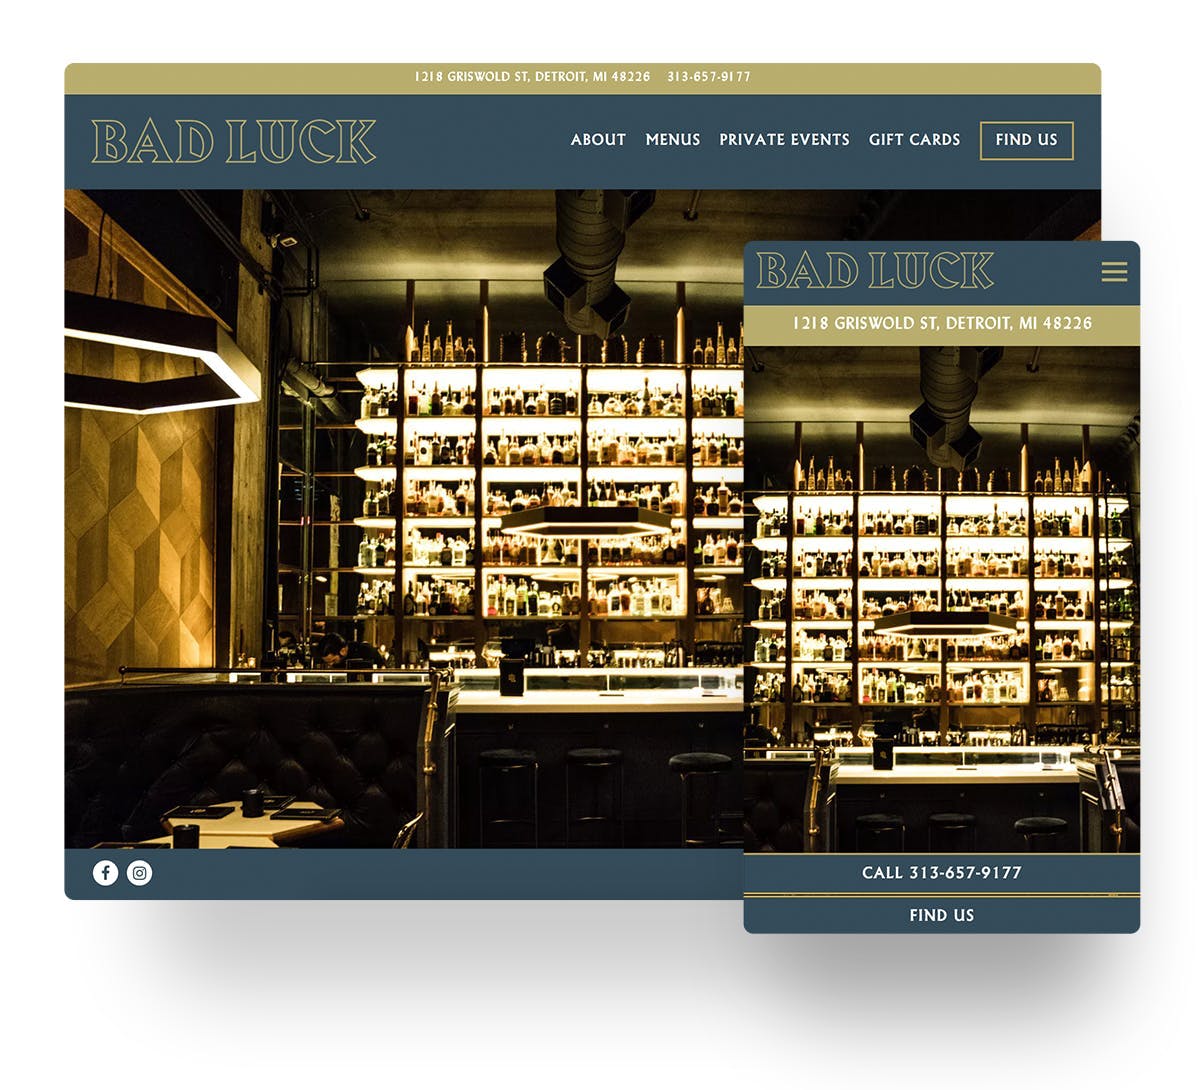 1218 GRISWOLD ST, DETROIT, MI 48226 313-657-9177
BAD LUCK
ABOUT MENUS PRIVATE EVENTS GIFT CARDS FIND US
BAD LUCK
1218 GRISWOLD ST, DETROIT, MI 48226
CALL 313-657-9177
FIND US